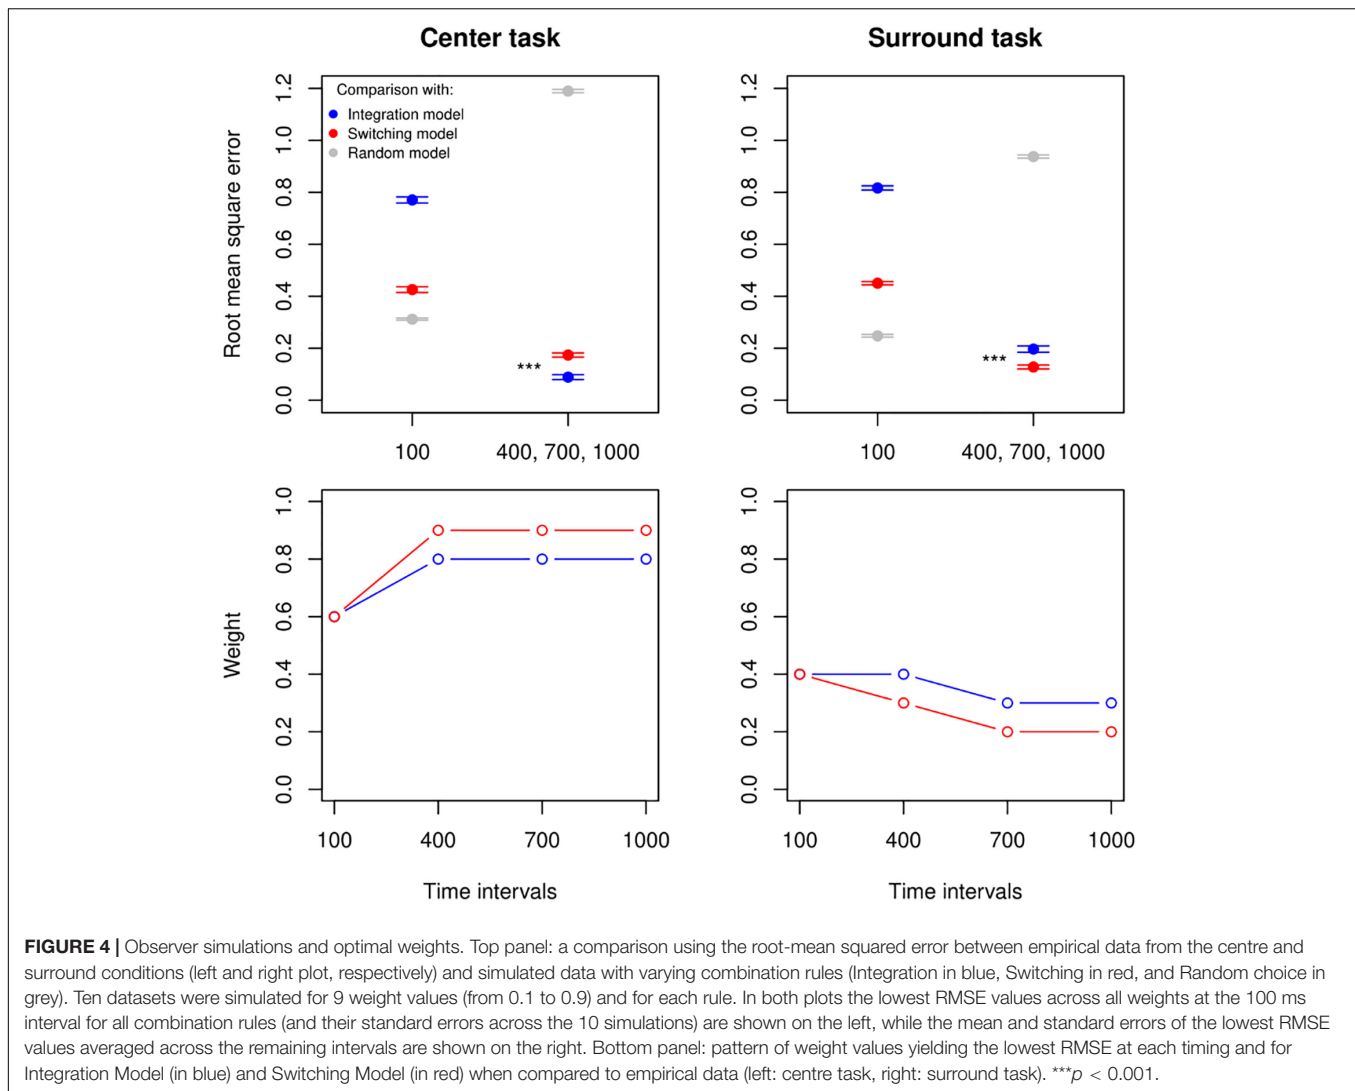 Center task
Surround task
Root mean square error
0.0 0.2 0.4 0.6 0.8 1.0 1.2
Comparison with:
Integration model
Switching model
Random model
***
100
400, 700, 1000
0.0 0.2 0.4 0.6 0.8 1.0 1.2
***
100
400, 700, 1000
Weight
0.0 0.2 0.4 0.6 0.8 1.0
100 400 700 1000
Time intervals
0.0 0.2 0.4 0.6 0.8 1.0
100 400 700 1000
Time intervals
FIGURE 4 | Observer simulations and optimal weights. Top panel: a comparison using the root-mean squared error between empirical data from the centre and
surround conditions (left and right plot, respectively) and simulated data with varying combination rules (Integration in blue, Switching in red, and Random choice in
grey). Ten datasets were simulated for 9 weight values (from 0.1 to 0.9) and for each rule. In both plots the lowest RMSE values across all weights at the 100 ms
interval for all combination rules (and their standard errors across the 10 simulations) are shown on the left, while the mean and standard errors of the lowest RMSE
values averaged across the remaining intervals are shown on the right. Bottom panel: pattern of weight values yielding the lowest RMSE at each timing and for
Integration Model (in blue) and Switching Model (in red) when compared to empirical data (left: centre task, right: surround task). ***p < 0.001.